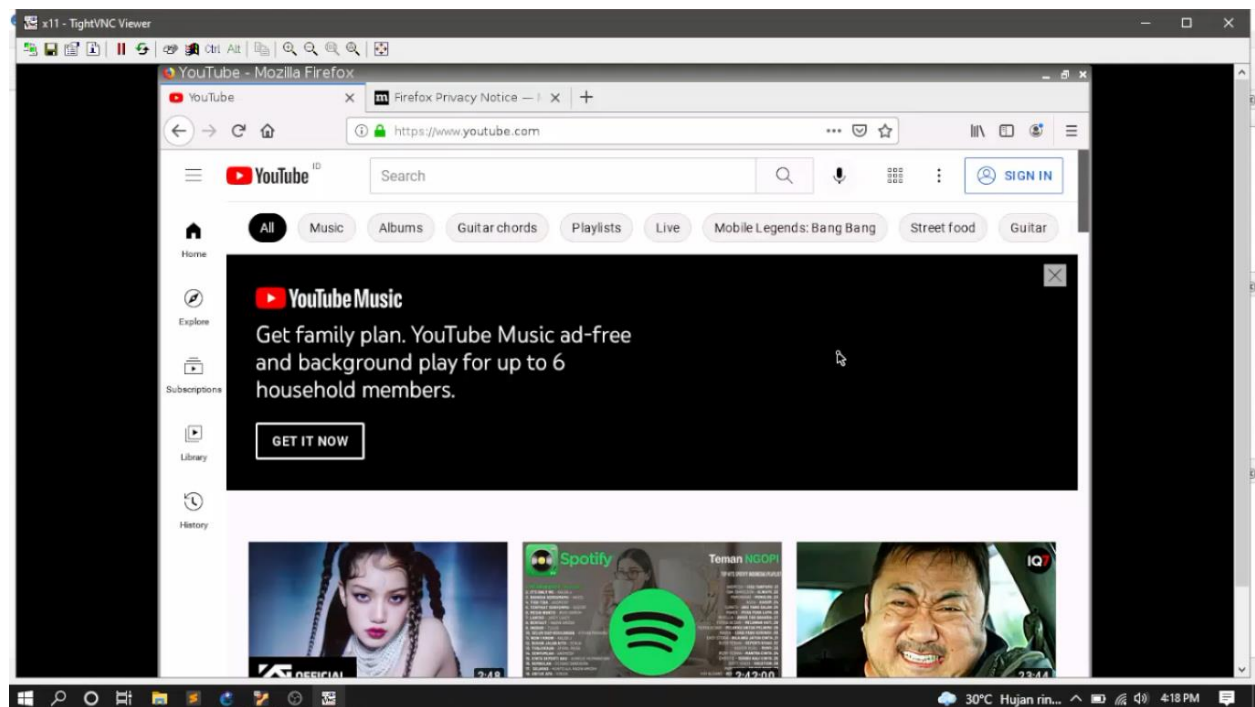 x11 - TightVNC Viewer
Ctrl Alt
YouTube - Mozilla Firefox
YouTube
Firefox Privacy Notice —
https://www.youtube.com
YouTube ID
Search
SIGN IN
All Music Albums Guitar chords Playlists Live Mobile Legends: Bang Bang Street food Guitar
Home
Explore
Subscriptions
Library
History
YouTube Music
Get family plan. YouTube Music ad-free
and background play for up to 6
household members.
GET IT NOW
OFFICIAL
2:48
Spotify
Teman NGOPI
2:42:00
IQ7
23:44
30°C Hujan rin... 4:18 PM